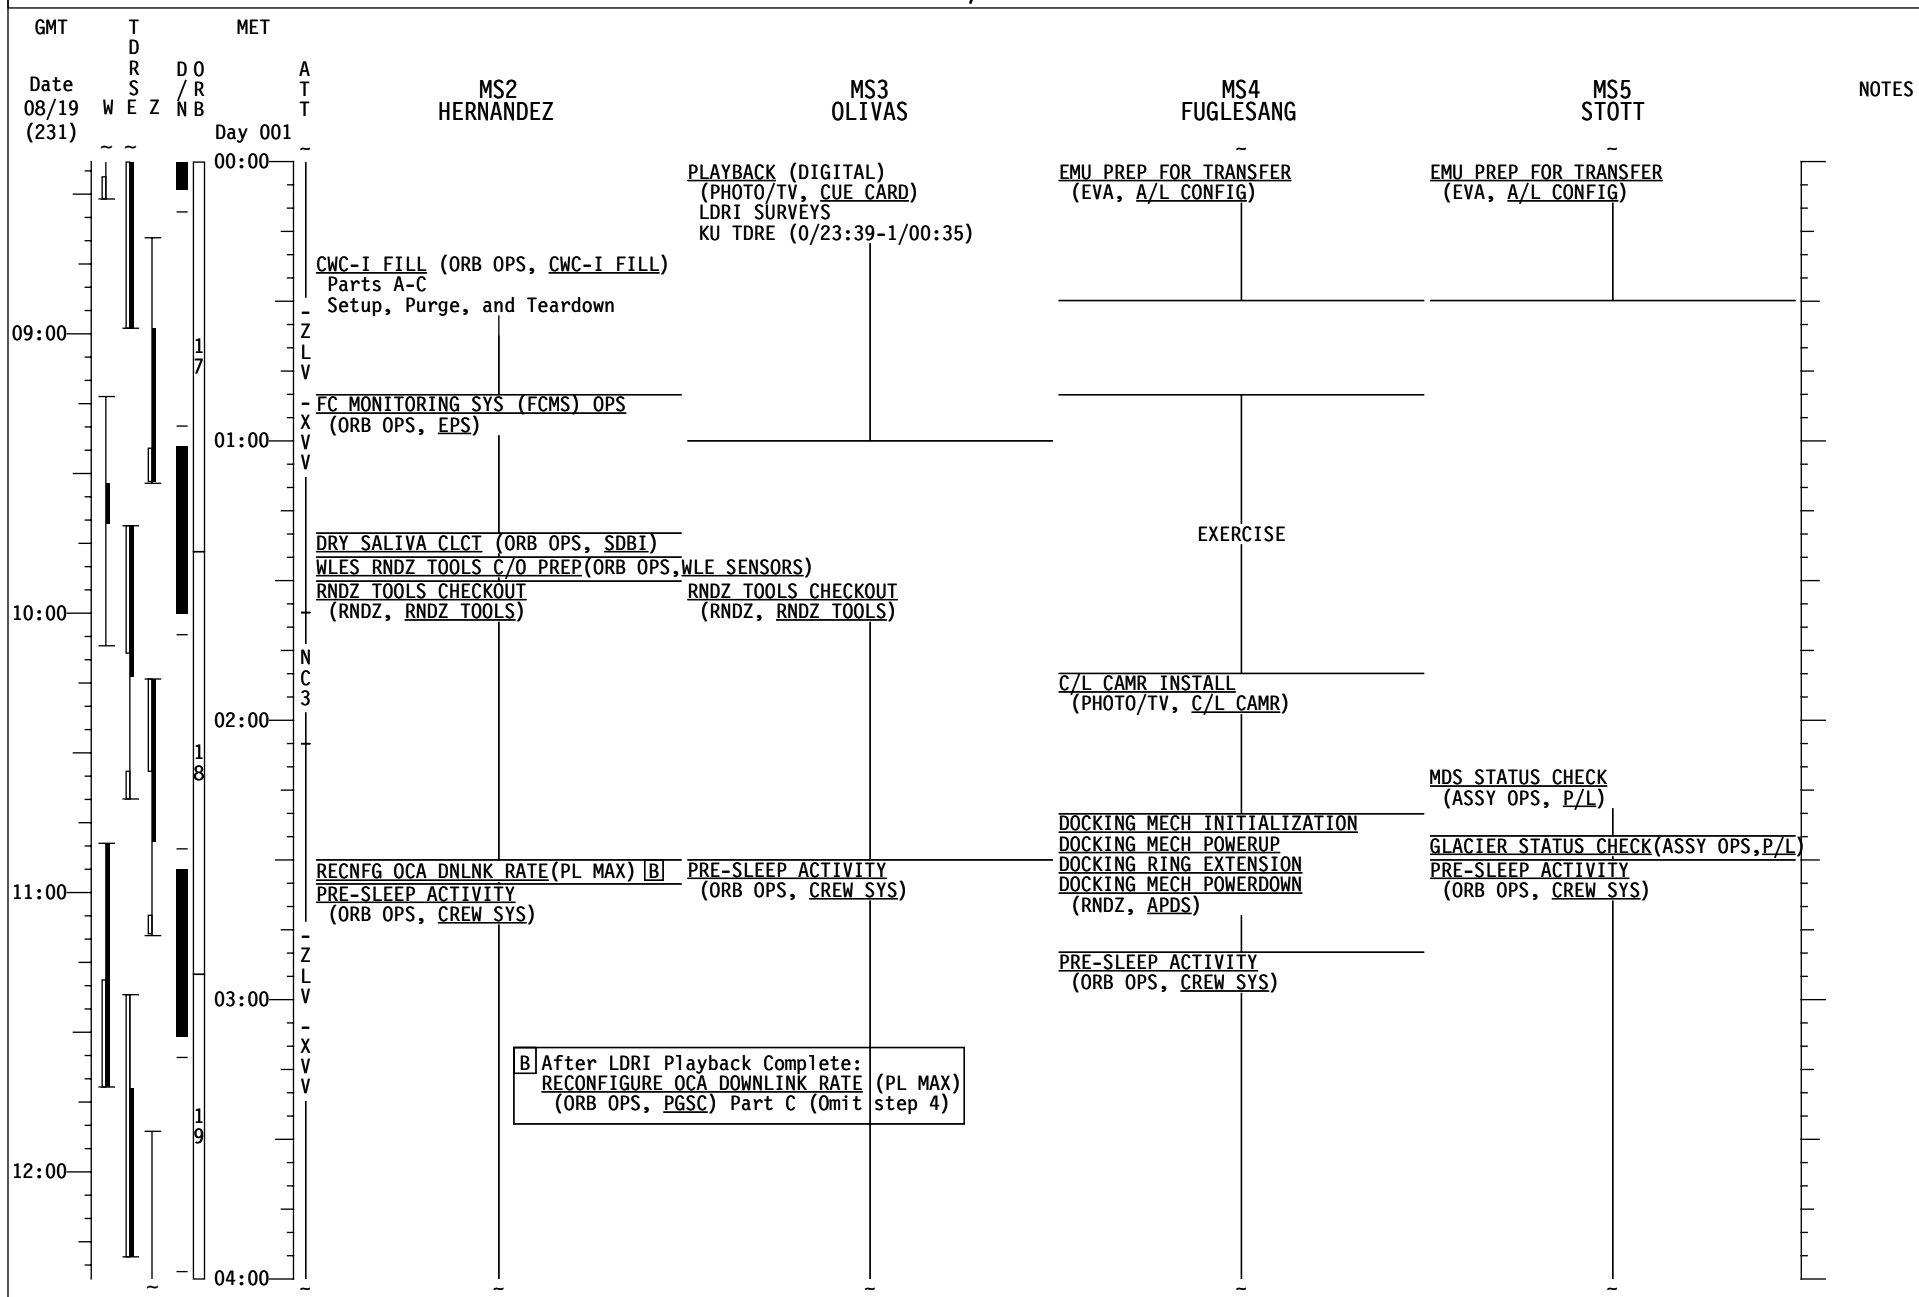 GMT
TDRSE
MET
Date
08/19
(231)
W E Z
D/N
ORB
Day 001
ATT
MS2
HERNANDEZ
MS3
OLIVAS
MS4
FUGLESANG
MS5
STOTT
NOTES
~ ~ ~ ~ ~
00:00
01:00
02:00
03:00
04:00
09:00
10:00
11:00
12:00
17
18
19
-ZLV
-XVV
NC3
-ZLV
-XVV
CWC-I FILL (ORB OPS, CWC-I FILL)
Parts A-C
Setup, Purge, and Teardown
FC MONITORING SYS (FCMS) OPS
(ORB OPS, EPS)
DRY SALIVA CLCT (ORB OPS, SDBI)
WLES RNDZ TOOLS C/O PREP(ORB OPS,WLE SENSORS)
RNDZ TOOLS CHECKOUT
(RNDZ, RNDZ TOOLS)
RECNFG OCA DNLNK RATE(PL MAX) B
PRE-SLEEP ACTIVITY
(ORB OPS, CREW SYS)
PLAYBACK (DIGITAL)
(PHOTO/TV, CUE CARD)
LDRI SURVEYS
KU TDRE (0/23:39-1/00:35)
RNDZ TOOLS CHECKOUT
(RNDZ, RNDZ TOOLS)
PRE-SLEEP ACTIVITY
(ORB OPS, CREW SYS)
B After LDRI Playback Complete:
RECONFIGURE OCA DOWNLINK RATE (PL MAX)
(ORB OPS, PGSC) Part C (Omit step 4)
EMU PREP FOR TRANSFER
(EVA, A/L CONFIG)
EXERCISE
C/L CAMR INSTALL
(PHOTO/TV, C/L CAMR)
DOCKING MECH INITIALIZATION
DOCKING MECH POWERUP
DOCKING RING EXTENSION
DOCKING MECH POWERDOWN
(RNDZ, APDS)
PRE-SLEEP ACTIVITY
(ORB OPS, CREW SYS)
EMU PREP FOR TRANSFER
(EVA, A/L CONFIG)
MDS STATUS CHECK
(ASSY OPS, P/L)
GLACIER STATUS CHECK(ASSY OPS,P/L)
PRE-SLEEP ACTIVITY
(ORB OPS, CREW SYS)
~ ~ ~ ~ ~ ~